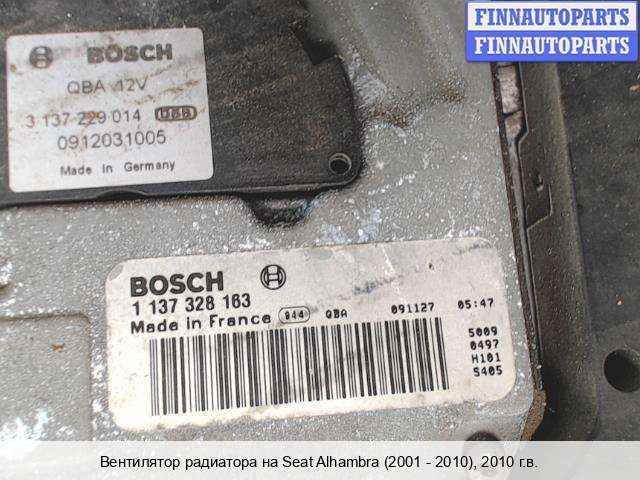 FINNAUTOPARTS
FINNAUTOPARTS
BOSCH
QBA 12V
3 137 229 014
0912031005
Made in Germany
BOSCH
1 137 328 163
Made in France 944 QBA 091127 05:47
5009
0497
H101
S405
Вентилятор радиатора на Seat Alhambra (2001 - 2010), 2010 г.в.